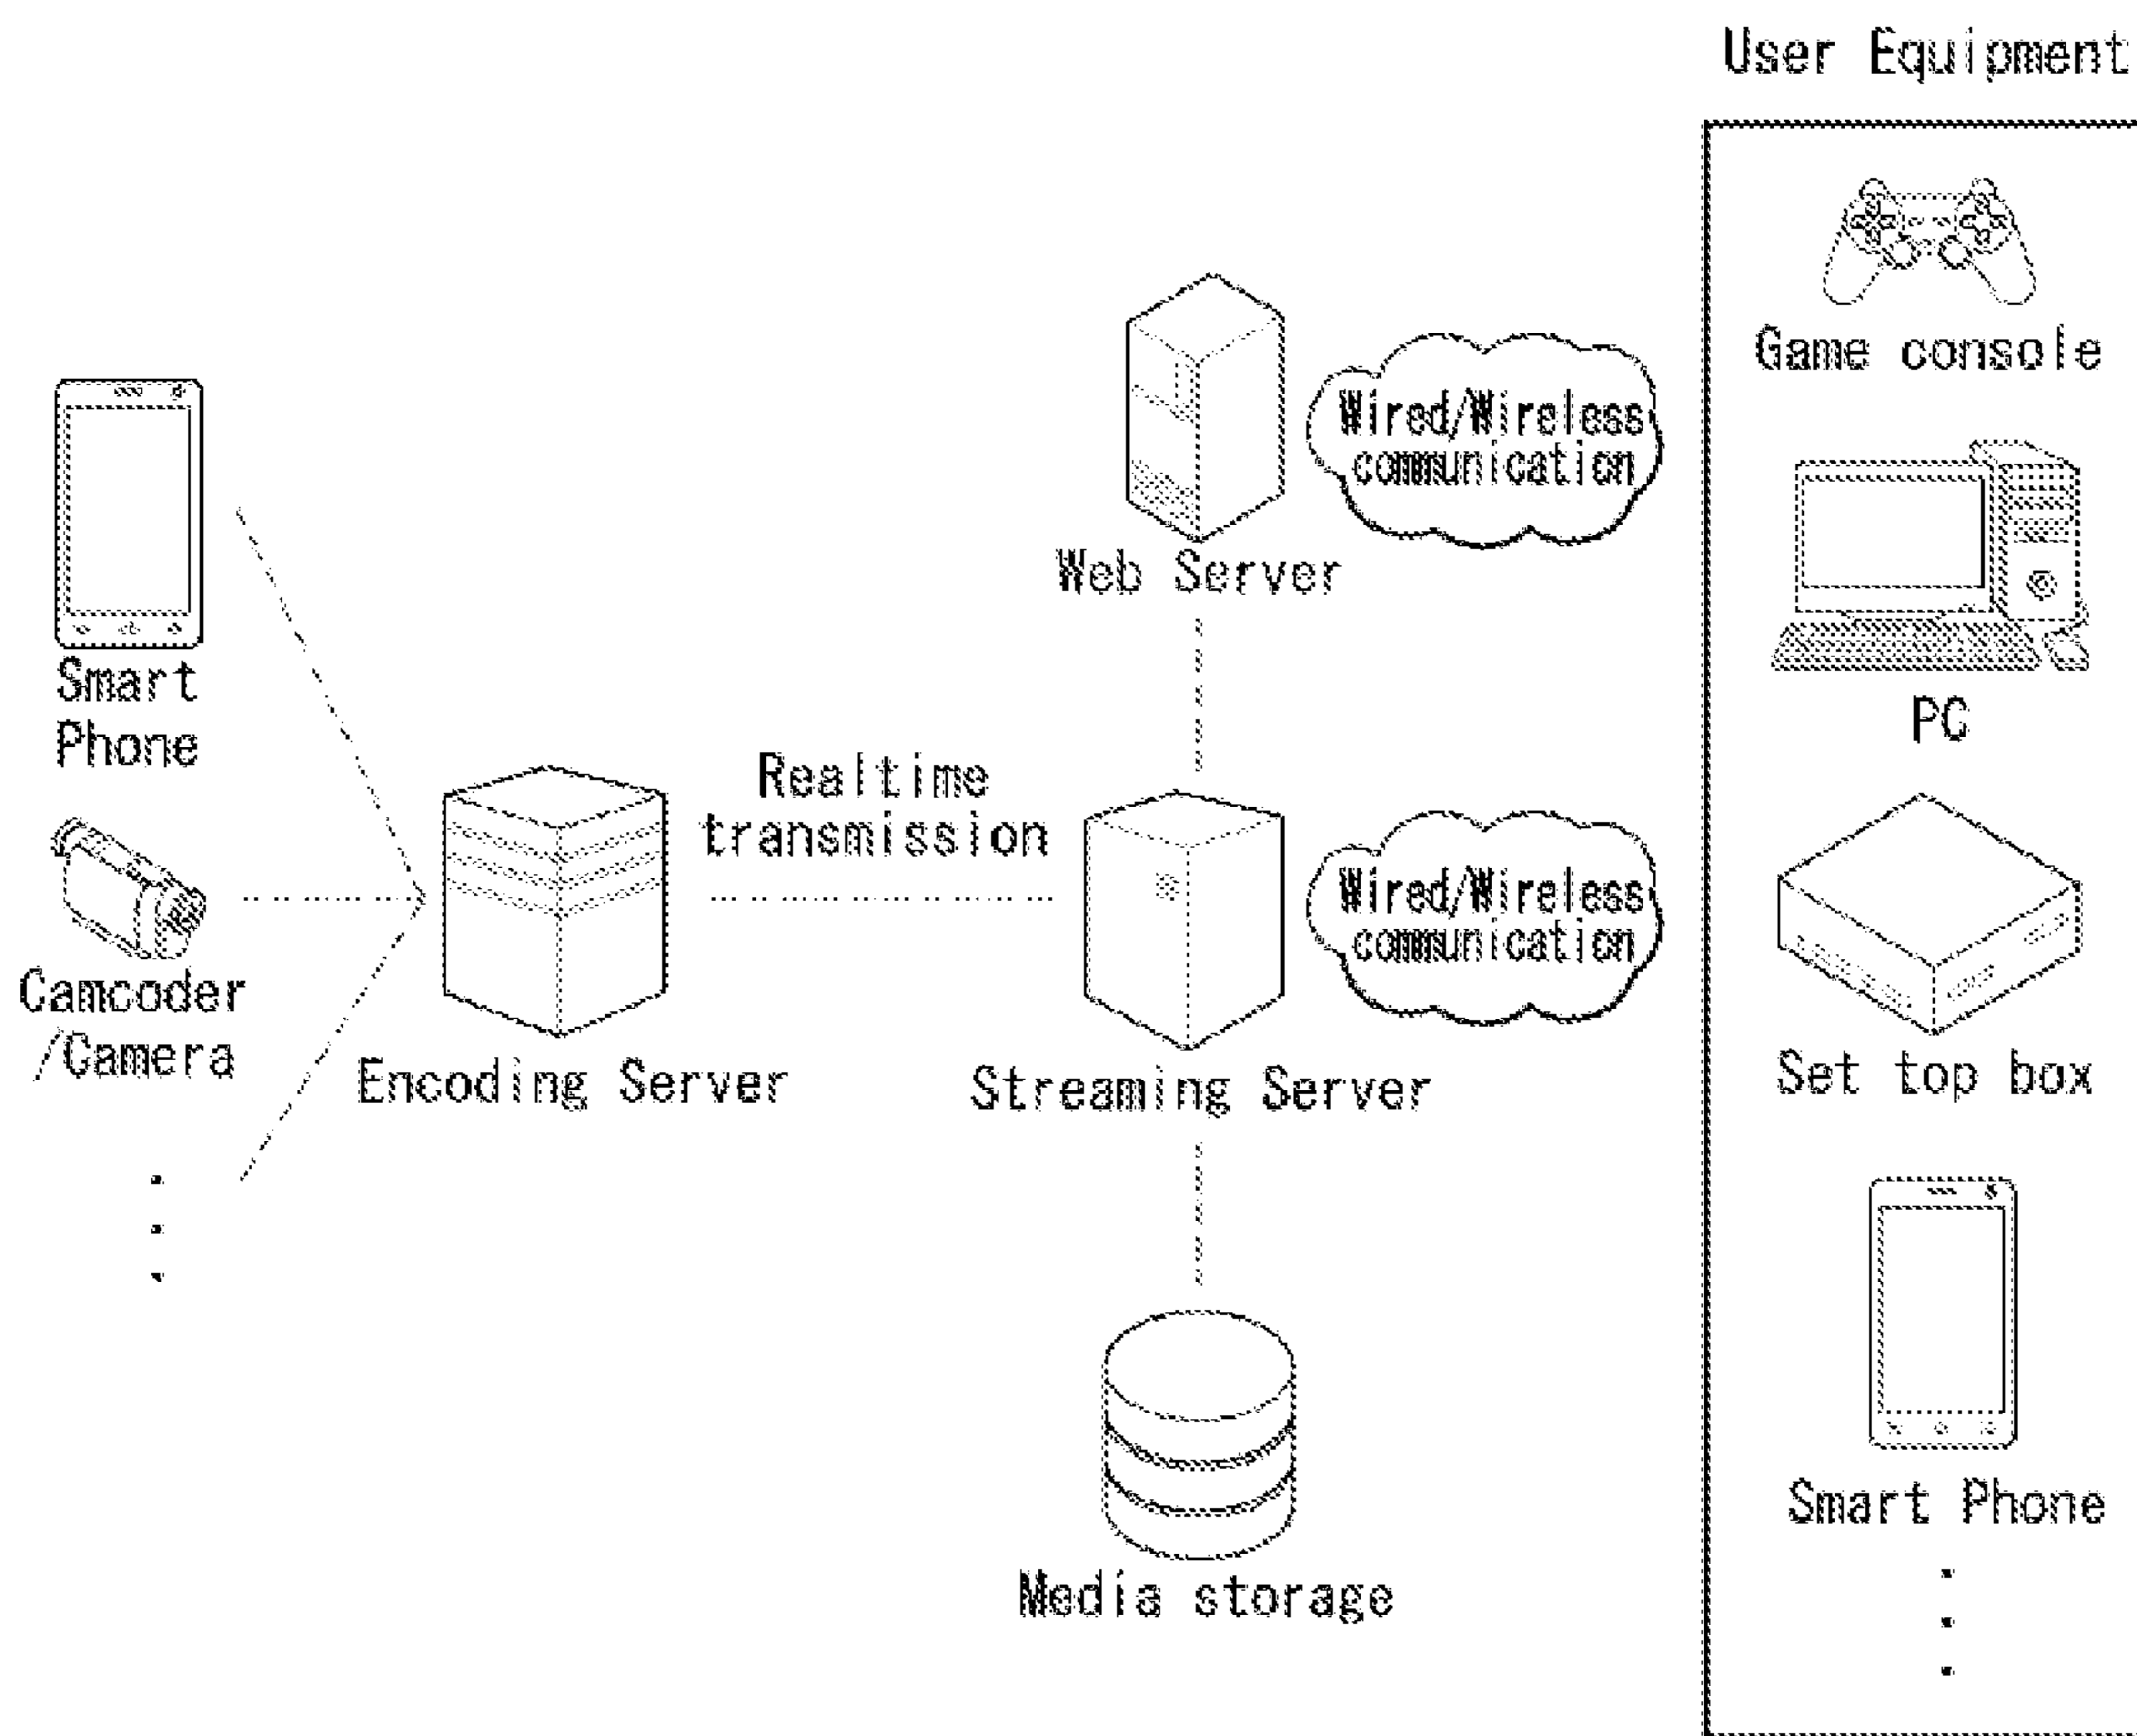 User Equipment
Game console
Wired/Wireless
communication
Web Server
Smart
Phone
PC
Realtime
transmission
Wired/Wireless
communication
Camcoder
/Camera
Encoding Server
Streaming Server
Set top box
Smart Phone
Media storage